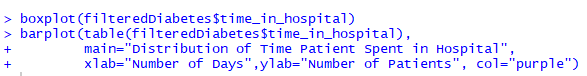 > boxplot(filteredDiabetes$time_in_hospital)
> barplot(table(filteredDiabetes$time_in_hospital),
+         main="Distribution of Time Patient Spent in Hospital",
+         xlab="Number of Days",ylab="Number of Patients", col="purple")